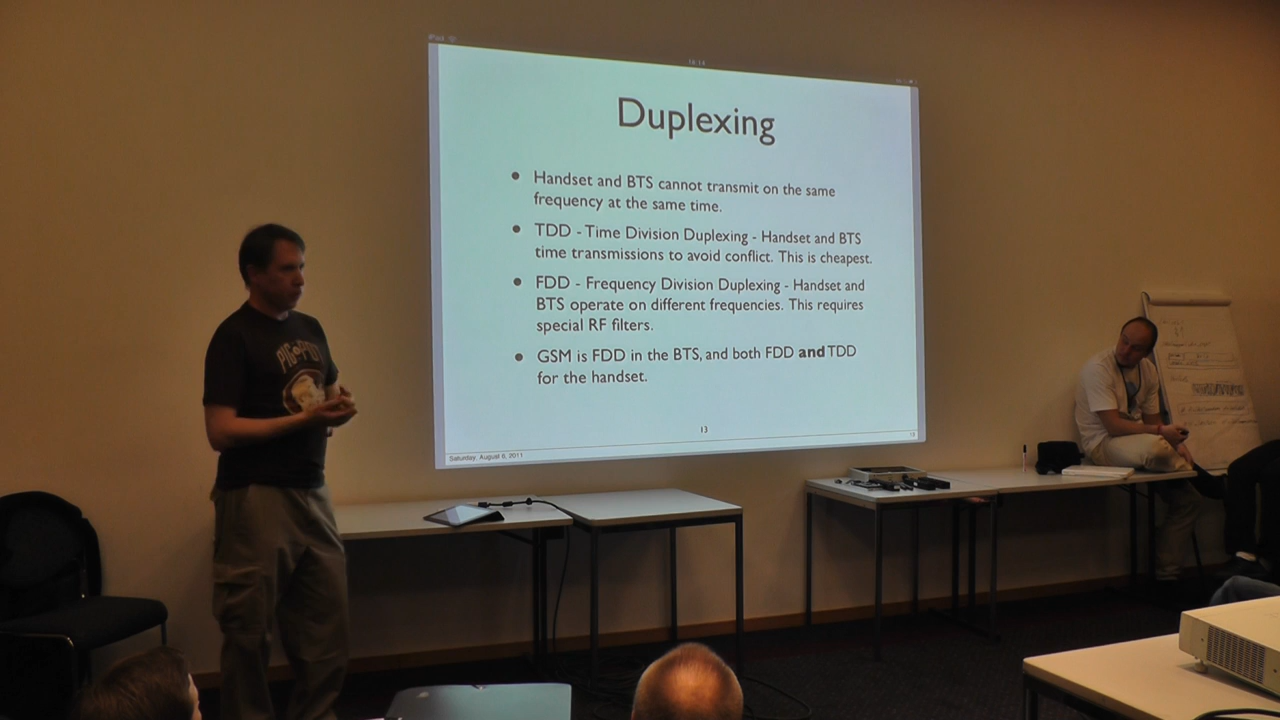 iPad
Duplexing
• Handset and BTS cannot transmit on the same
frequency at the same time.
• TDD - Time Division Duplexing - Handset and BTS
time transmissions to avoid conflict. This is cheapest.
• FDD - Frequency Division Duplexing - Handset and
BTS operate on different frequencies. This requires
special RF filters.
• GSM is FDD in the BTS, and both FDD and TDD
for the handset.
13
Saturday, August 6, 2011
13